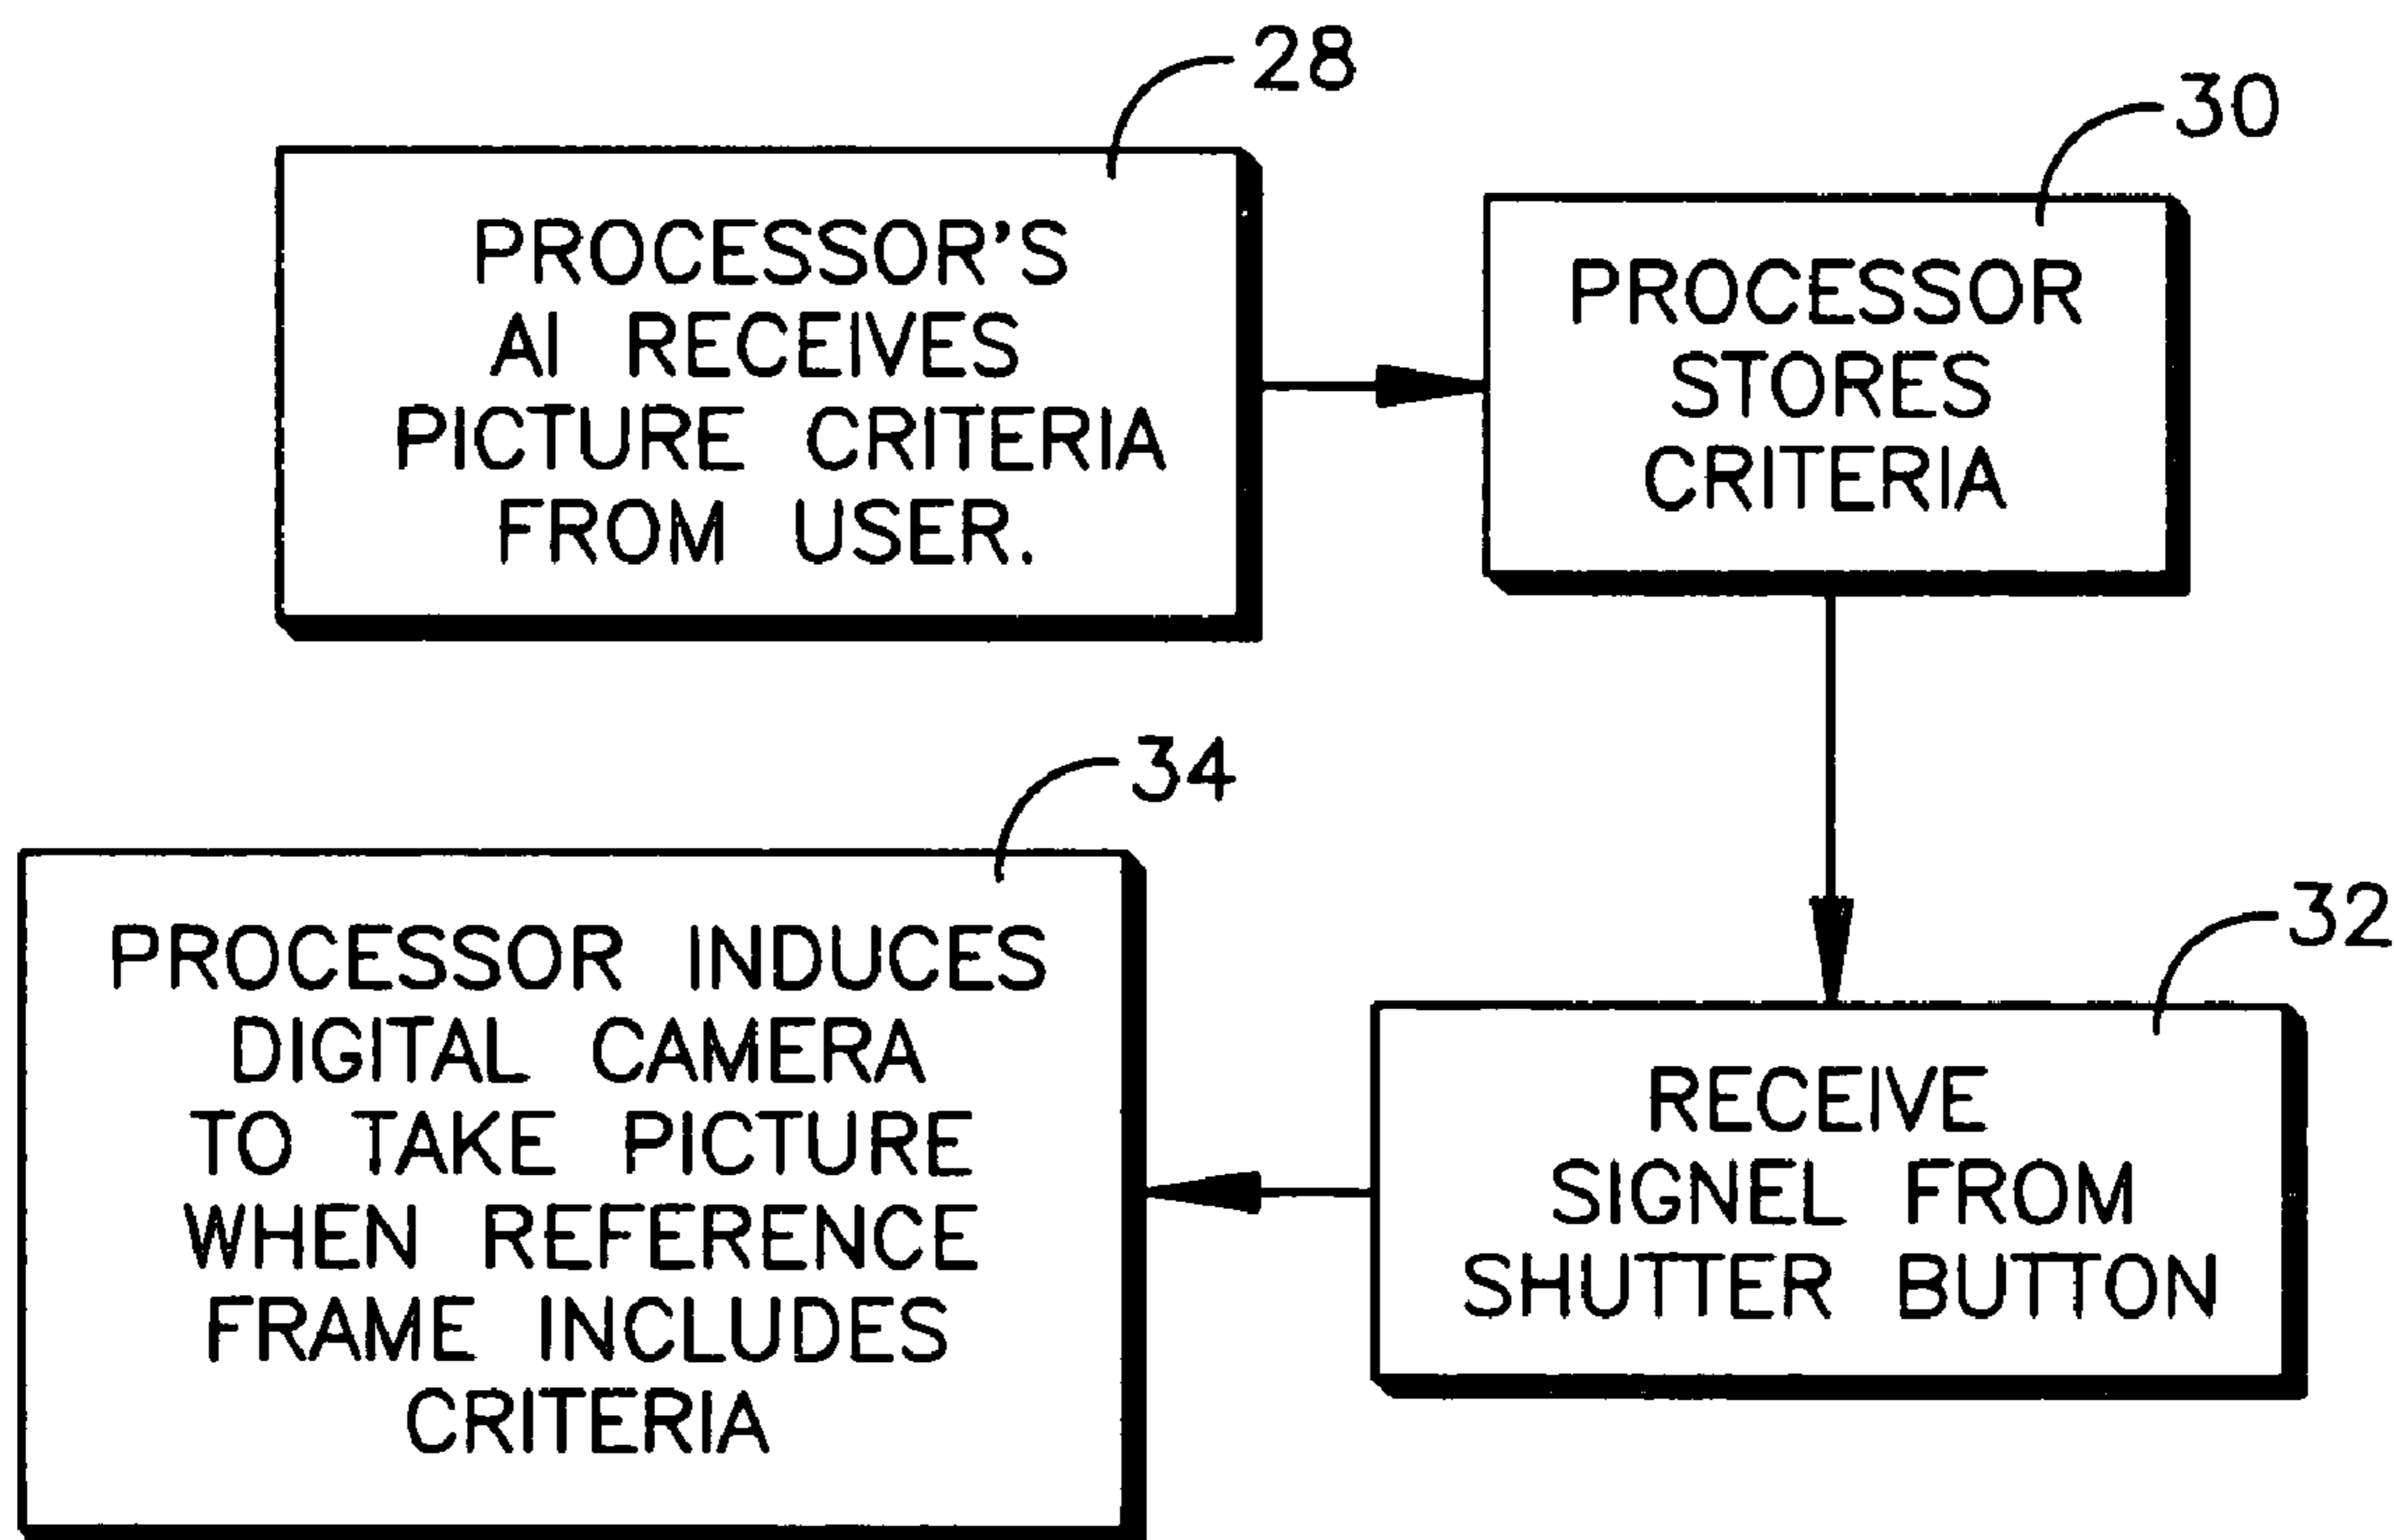 28
PROCESSOR'S
AI RECEIVES
PICTURE CRITERIA
FROM USER.
30
PROCESSOR
STORES
CRITERIA
32
RECEIVE
SIGNEL FROM
SHUTTER BUTTON
34
PROCESSOR INDUCES
DIGITAL CAMERA
TO TAKE PICTURE
WHEN REFERENCE
FRAME INCLUDES
CRITERIA